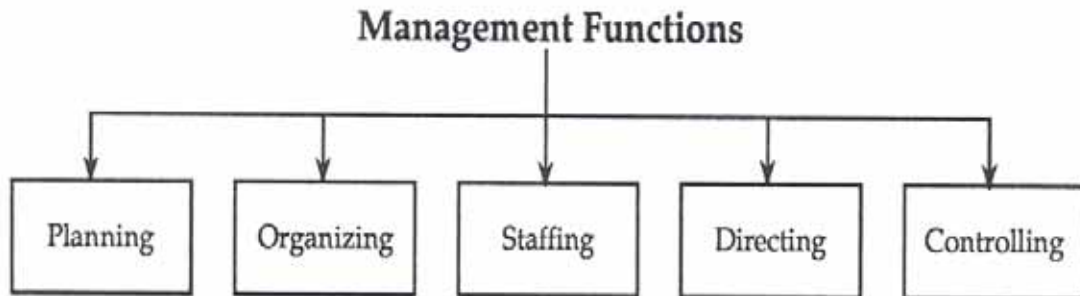 Management Functions
Planning
Organizing
Staffing
Directing
Controlling